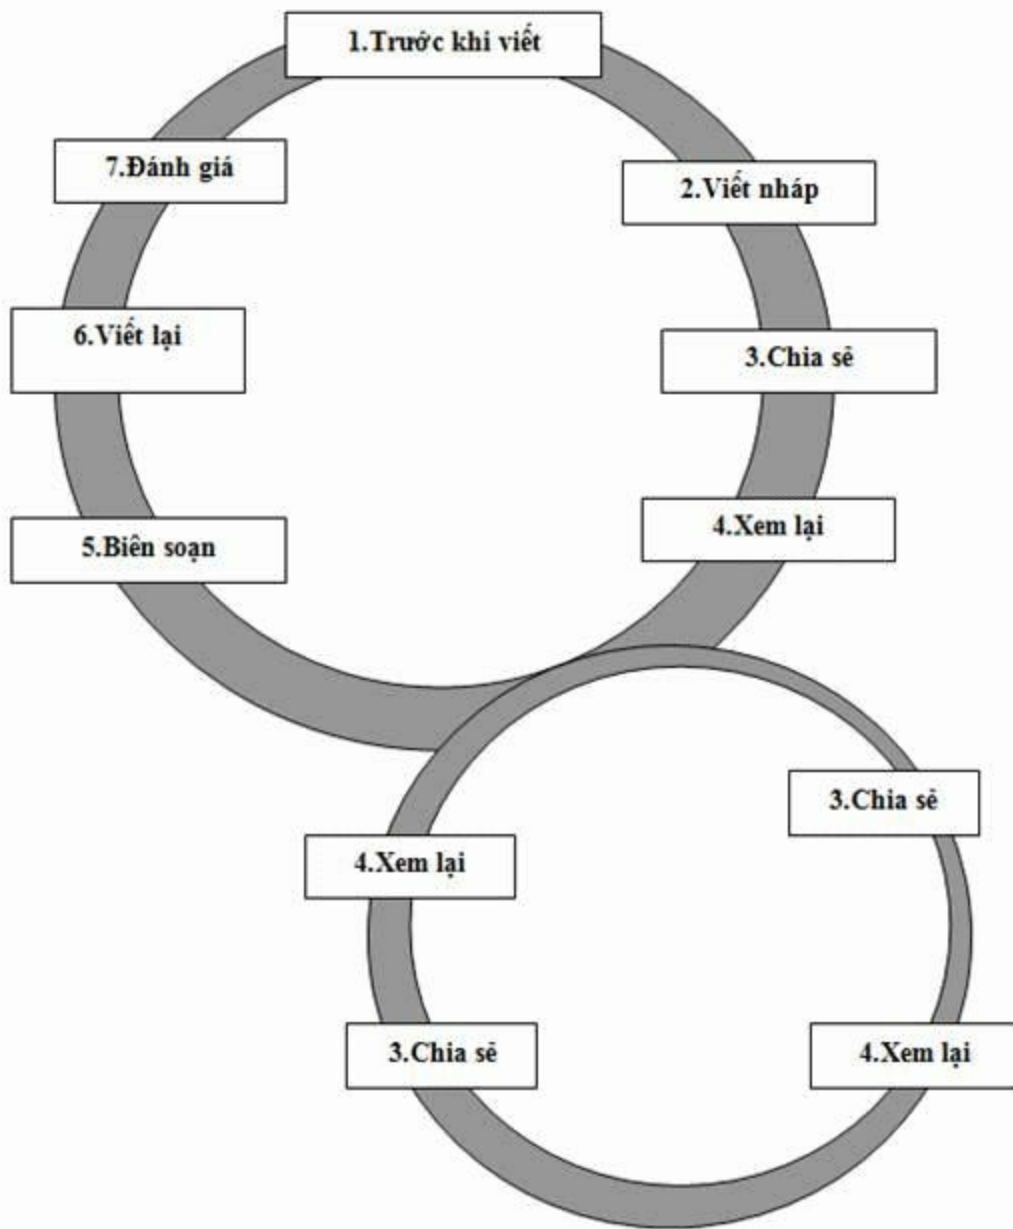 1.Trước khi viết
2.Viết nháp
3.Chia sẻ
4.Xem lại
5.Biên soạn
6.Viết lại
7.Đánh giá
3.Chia sẻ
4.Xem lại
3.Chia sẻ
4.Xem lại